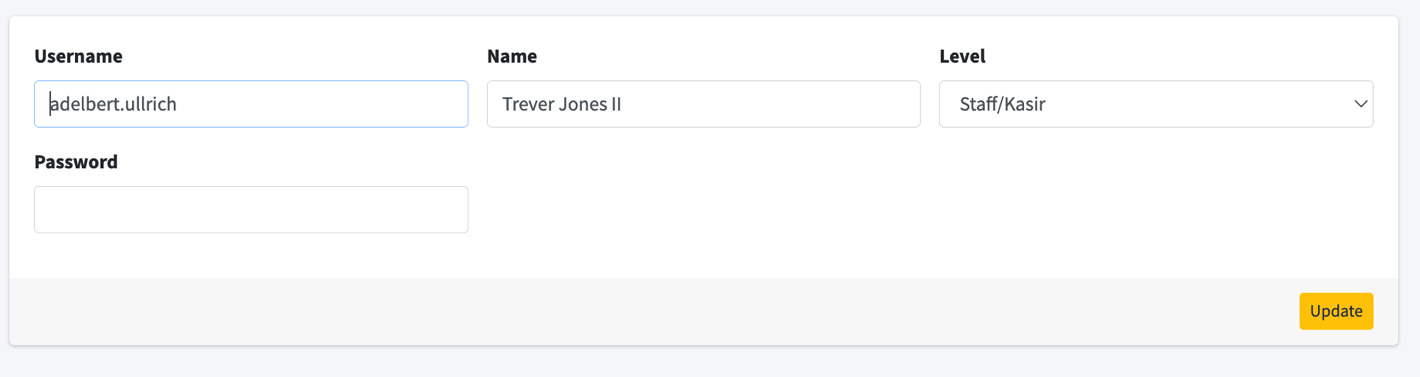 Username Name Level
adelbert.ullrich Trever Jones II Staff/Kasir
Password
Update